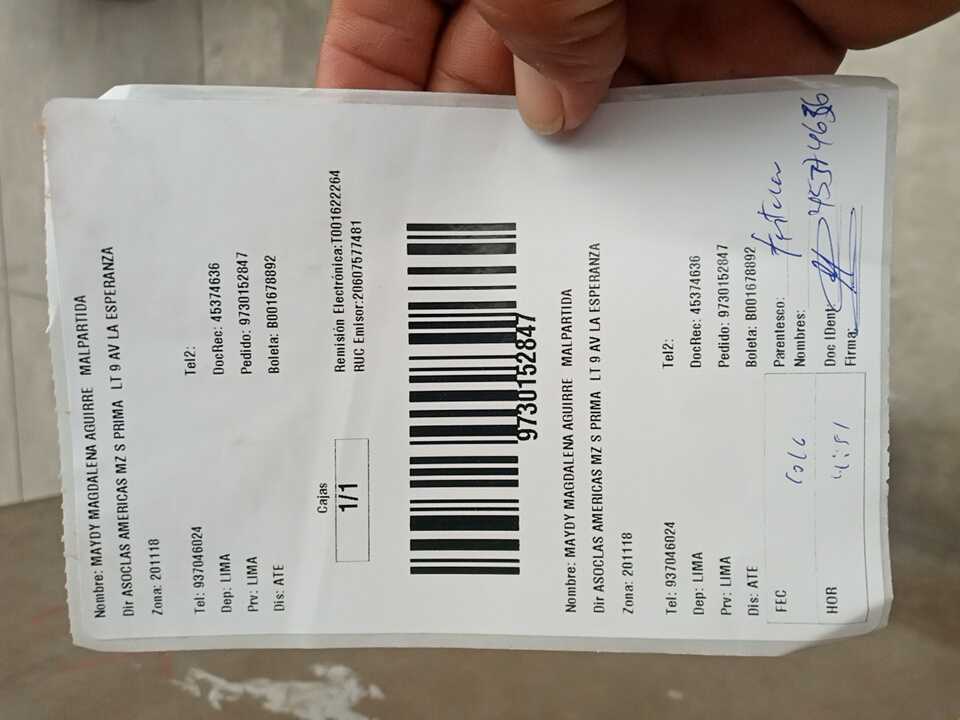 Nombre: MAYDY MAGDALENA AGUIRRE MALPARTIDA
Dir ASOCLAS AMERICAS MZ S PRIMA LT 9 AV LA ESPERANZA
Zona: 201118
Tel: 937046024 Tel2:
Dep: LIMA DocRec: 45374636
Prv: LIMA Pedido: 9730152847
Dis: ATE Boleta: B001678892
Cajas Remisión Electrónica:T001622264
1/1 RUC Emisor:20607577481
9730152847
Nombre: MAYDY MAGDALENA AGUIRRE MALPARTIDA
Dir ASOCLAS AMERICAS MZ S PRIMA LT 9 AV LA ESPERANZA
Zona: 201118
Tel: 937046024 Tel2:
Dep: LIMA DocRec: 45374636
Prv: LIMA Pedido: 9730152847
Dis: ATE Boleta: B001678892
FEC Parentesco:
Nombres:
HOR Doc IDent: 45374636
Firma: